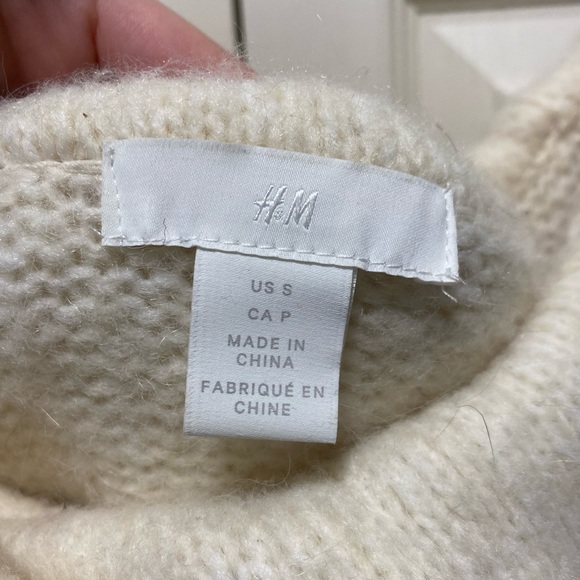 H&M
US S
CA P
MADE IN
CHINA
FABRIQUÉ EN
CHINE